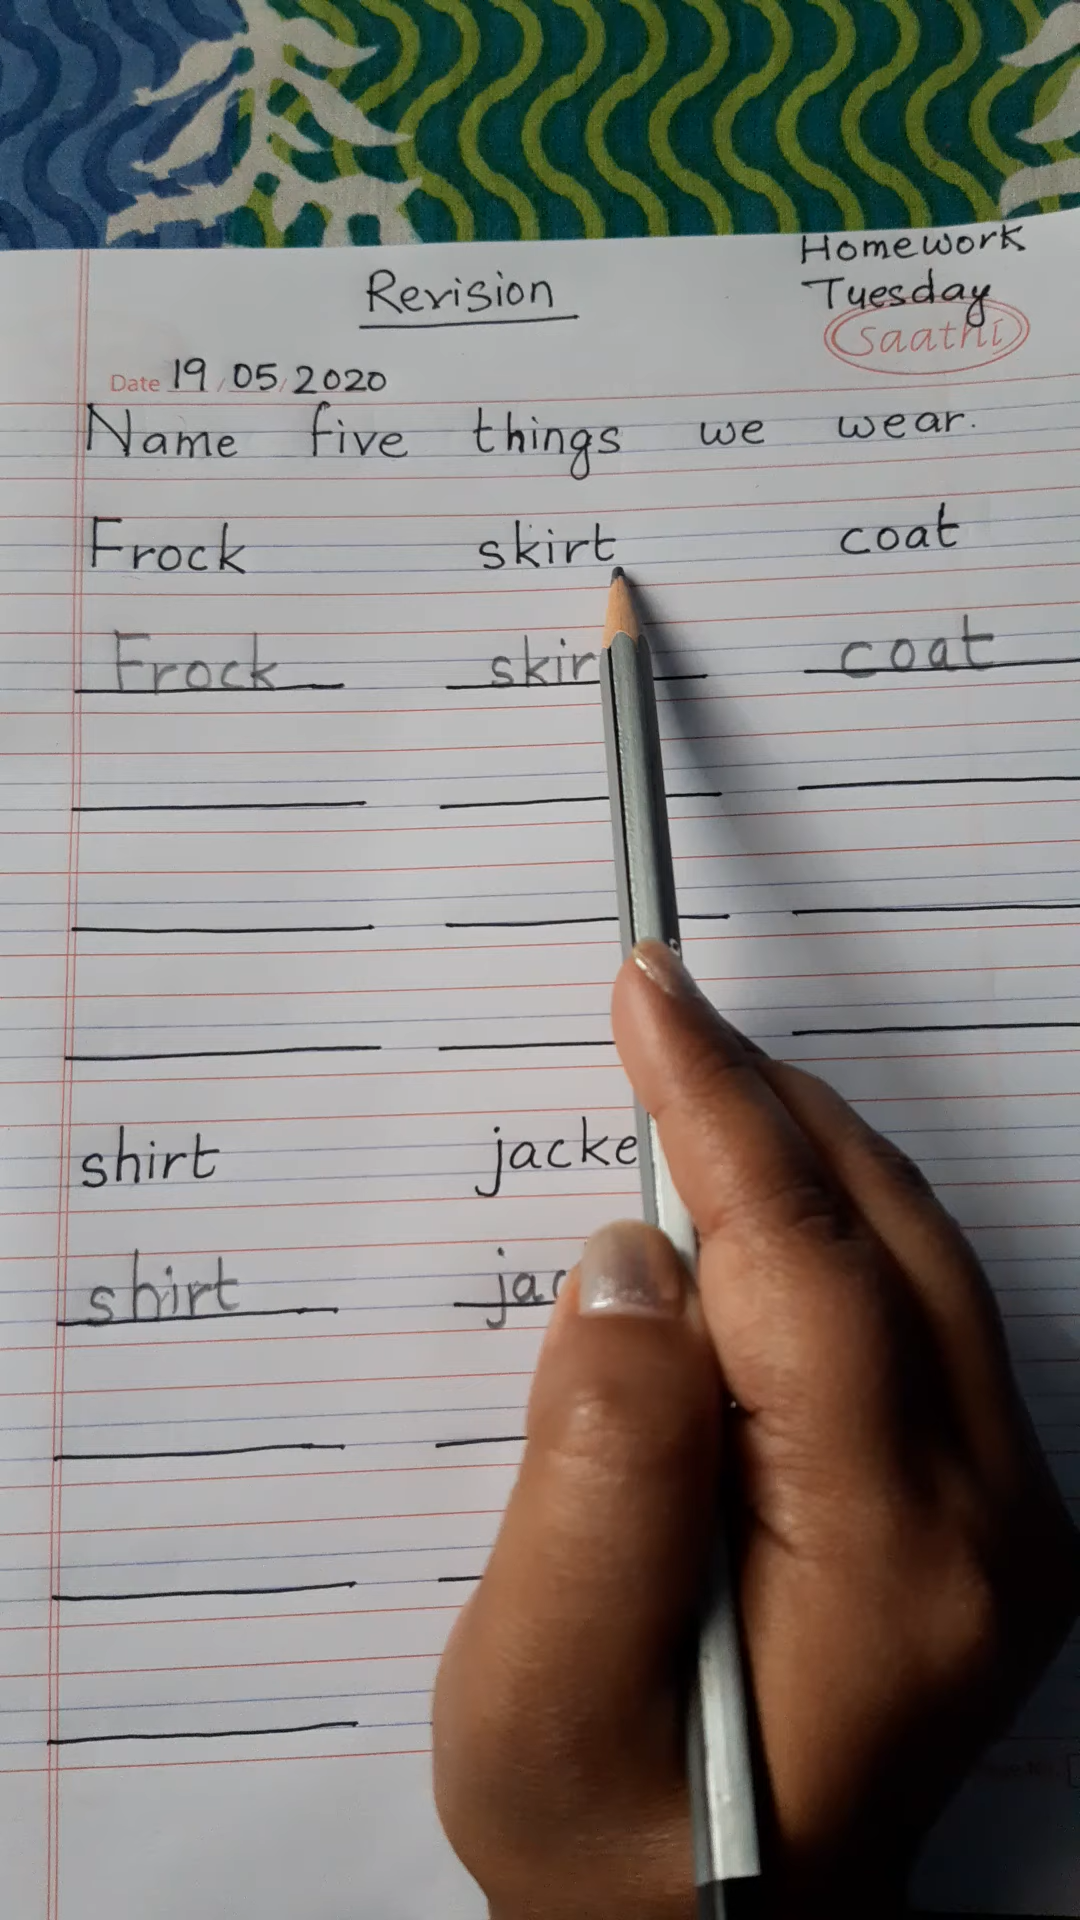 Homework
Revision
Tuesday
saathi
Date 19/05/2020
Name five things we wear.
Frock skirt coat
Frock skir coat
shirt jacke
shirt jac